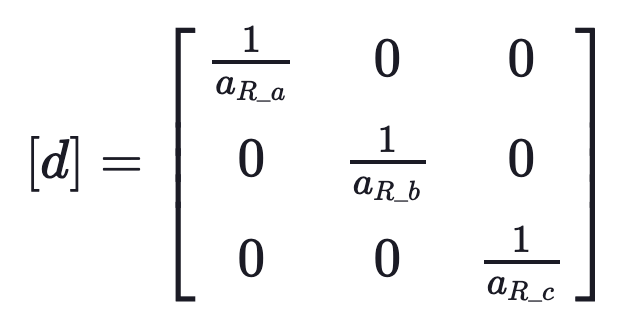 [d] = [ 1/a_{R_a} 0 0
0 1/a_{R_b} 0
0 0 1/a_{R_c} ]